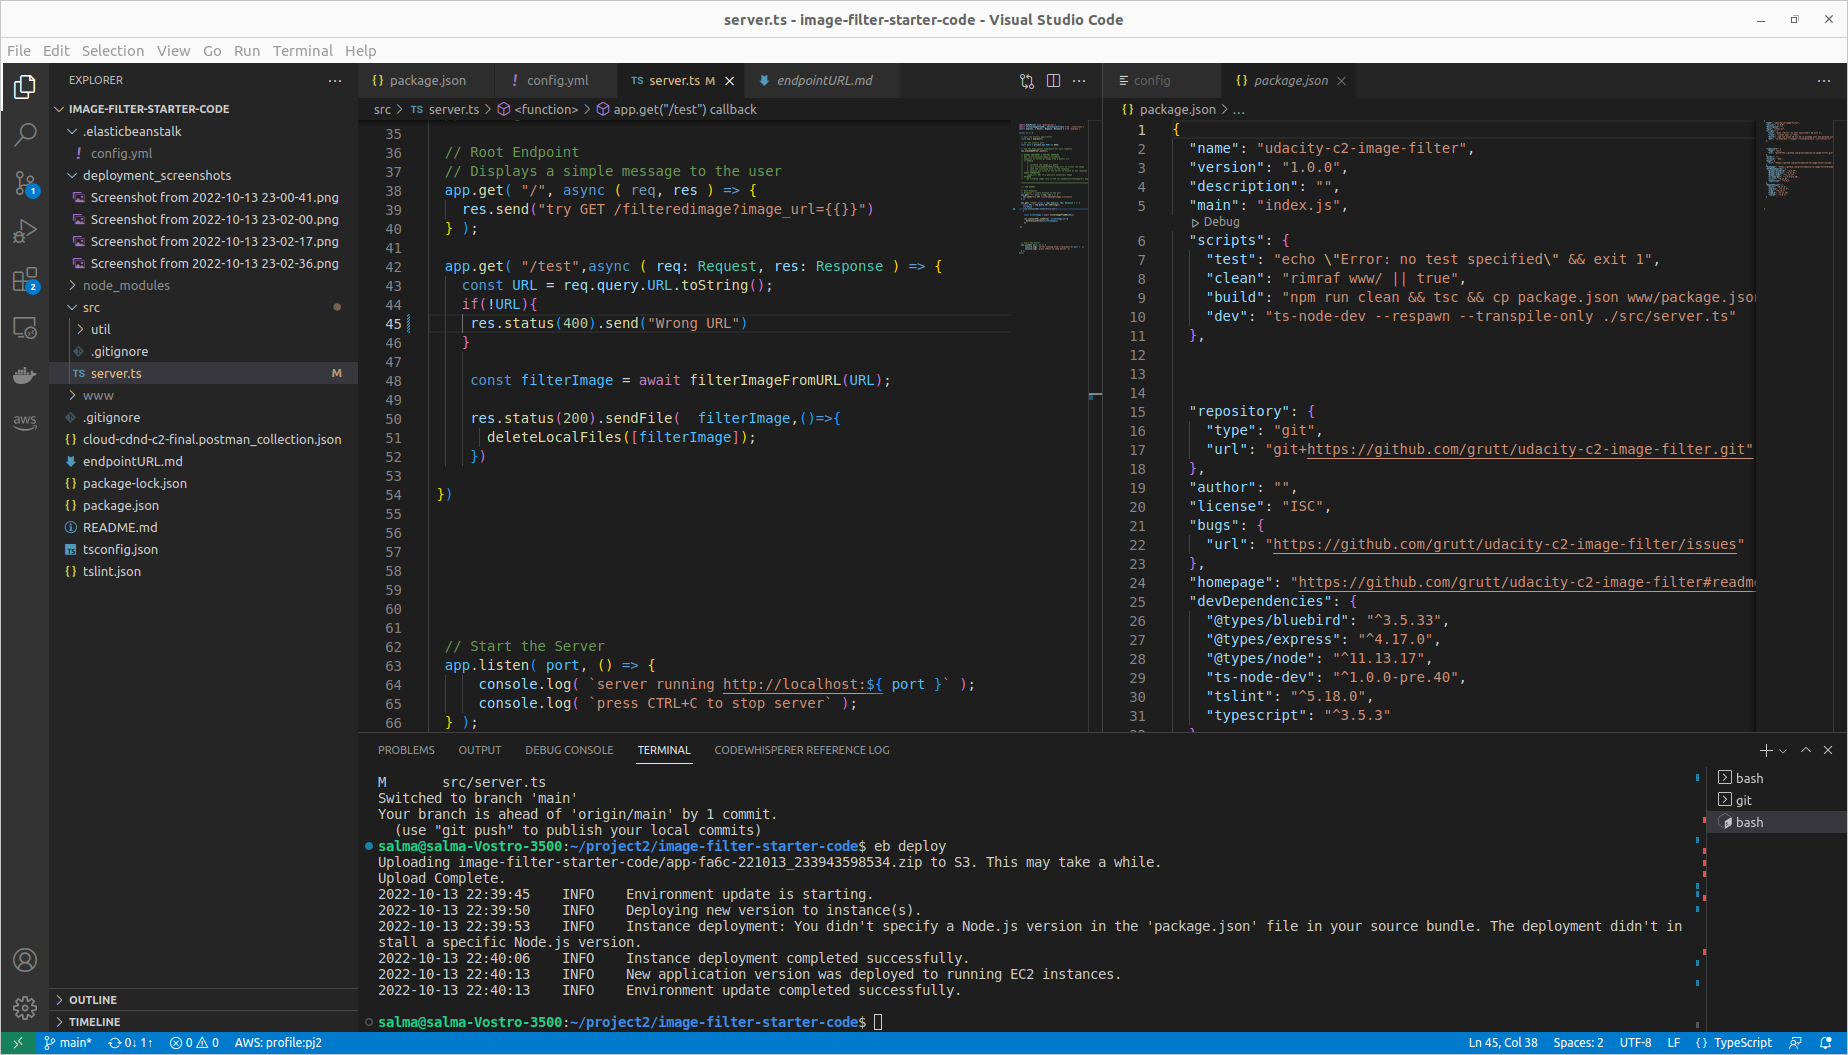 server.ts - image-filter-starter-code - Visual Studio Code
File Edit Selection View Go Run Terminal Help
EXPLORER
IMAGE-FILTER-STARTER-CODE
.elasticbeanstalk
! config.yml
deployment_screenshots
Screenshot from 2022-10-13 23-00-41.png
Screenshot from 2022-10-13 23-02-00.png
Screenshot from 2022-10-13 23-02-17.png
Screenshot from 2022-10-13 23-02-36.png
node_modules
src
util
.gitignore
TS server.ts M
www
.gitignore
{} cloud-cdnd-c2-final.postman_collection.json
endpointURL.md
{} package-lock.json
{} package.json
README.md
tsconfig.json
{} tslint.json
OUTLINE
TIMELINE
1
2
aws
{} package.json ! config.yml TS server.ts M endpointURL.md
src > TS server.ts > <function> > app.get("/test") callback
35
36 // Root Endpoint
37 // Displays a simple message to the user
38 app.get( "/", async ( req, res ) => {
39 res.send("try GET /filteredimage?image_url={{}}")
40 } );
41
42 app.get( "/test",async ( req: Request, res: Response ) => {
43 const URL = req.query.URL.toString();
44 if(!URL){
45 res.status(400).send("Wrong URL")
46 }
47
48 const filterImage = await filterImageFromURL(URL);
49
50 res.status(200).sendFile(  filterImage,()=>{
51 deleteLocalFiles([filterImage]);
52 })
53
54 })
55
56
57
58
59
60
61
62 // Start the Server
63 app.listen( port, () => {
64 console.log( `server running http://localhost:${ port }` );
65 console.log( `press CTRL+C to stop server` );
66 } );
config {} package.json
{} package.json > ...
1 {
2 "name": "udacity-c2-image-filter",
3 "version": "1.0.0",
4 "description": "",
5 "main": "index.js",
Debug
6 "scripts": {
7 "test": "echo \"Error: no test specified\" && exit 1",
8 "clean": "rimraf www/ || true",
9 "build": "npm run clean && tsc && cp package.json www/package.jso
10 "dev": "ts-node-dev --respawn --transpile-only ./src/server.ts"
11 },
12
13
14
15 "repository": {
16 "type": "git",
17 "url": "git+https://github.com/grutt/udacity-c2-image-filter.git"
18 },
19 "author": "",
20 "license": "ISC",
21 "bugs": {
22 "url": "https://github.com/grutt/udacity-c2-image-filter/issues"
23 },
24 "homepage": "https://github.com/grutt/udacity-c2-image-filter#readm
25 "devDependencies": {
26 "@types/bluebird": "^3.5.33",
27 "@types/express": "^4.17.0",
28 "@types/node": "^11.13.17",
29 "ts-node-dev": "^1.0.0-pre.40",
30 "tslint": "^5.18.0",
31 "typescript": "^3.5.3"
PROBLEMS OUTPUT DEBUG CONSOLE TERMINAL CODEWHISPERER REFERENCE LOG
M src/server.ts
Switched to branch 'main'
Your branch is ahead of 'origin/main' by 1 commit.
(use "git push" to publish your local commits)
salma@salma-Vostro-3500:~/project2/image-filter-starter-code$ eb deploy
Uploading image-filter-starter-code/app-fa6c-221013_233943598534.zip to S3. This may take a while.
Upload Complete.
2022-10-13 22:39:45 INFO Environment update is starting.
2022-10-13 22:39:50 INFO Deploying new version to instance(s).
2022-10-13 22:39:53 INFO Instance deployment: You didn't specify a Node.js version in the 'package.json' file in your source bundle. The deployment didn't in
stall a specific Node.js version.
2022-10-13 22:40:06 INFO Instance deployment completed successfully.
2022-10-13 22:40:13 INFO New application version was deployed to running EC2 instances.
2022-10-13 22:40:13 INFO Environment update completed successfully.
salma@salma-Vostro-3500:~/project2/image-filter-starter-code$
bash
git
bash
main* 0↓ 1↑ 0 0 AWS: profile:pj2 Ln 45, Col 38 Spaces: 2 UTF-8 LF {} TypeScript